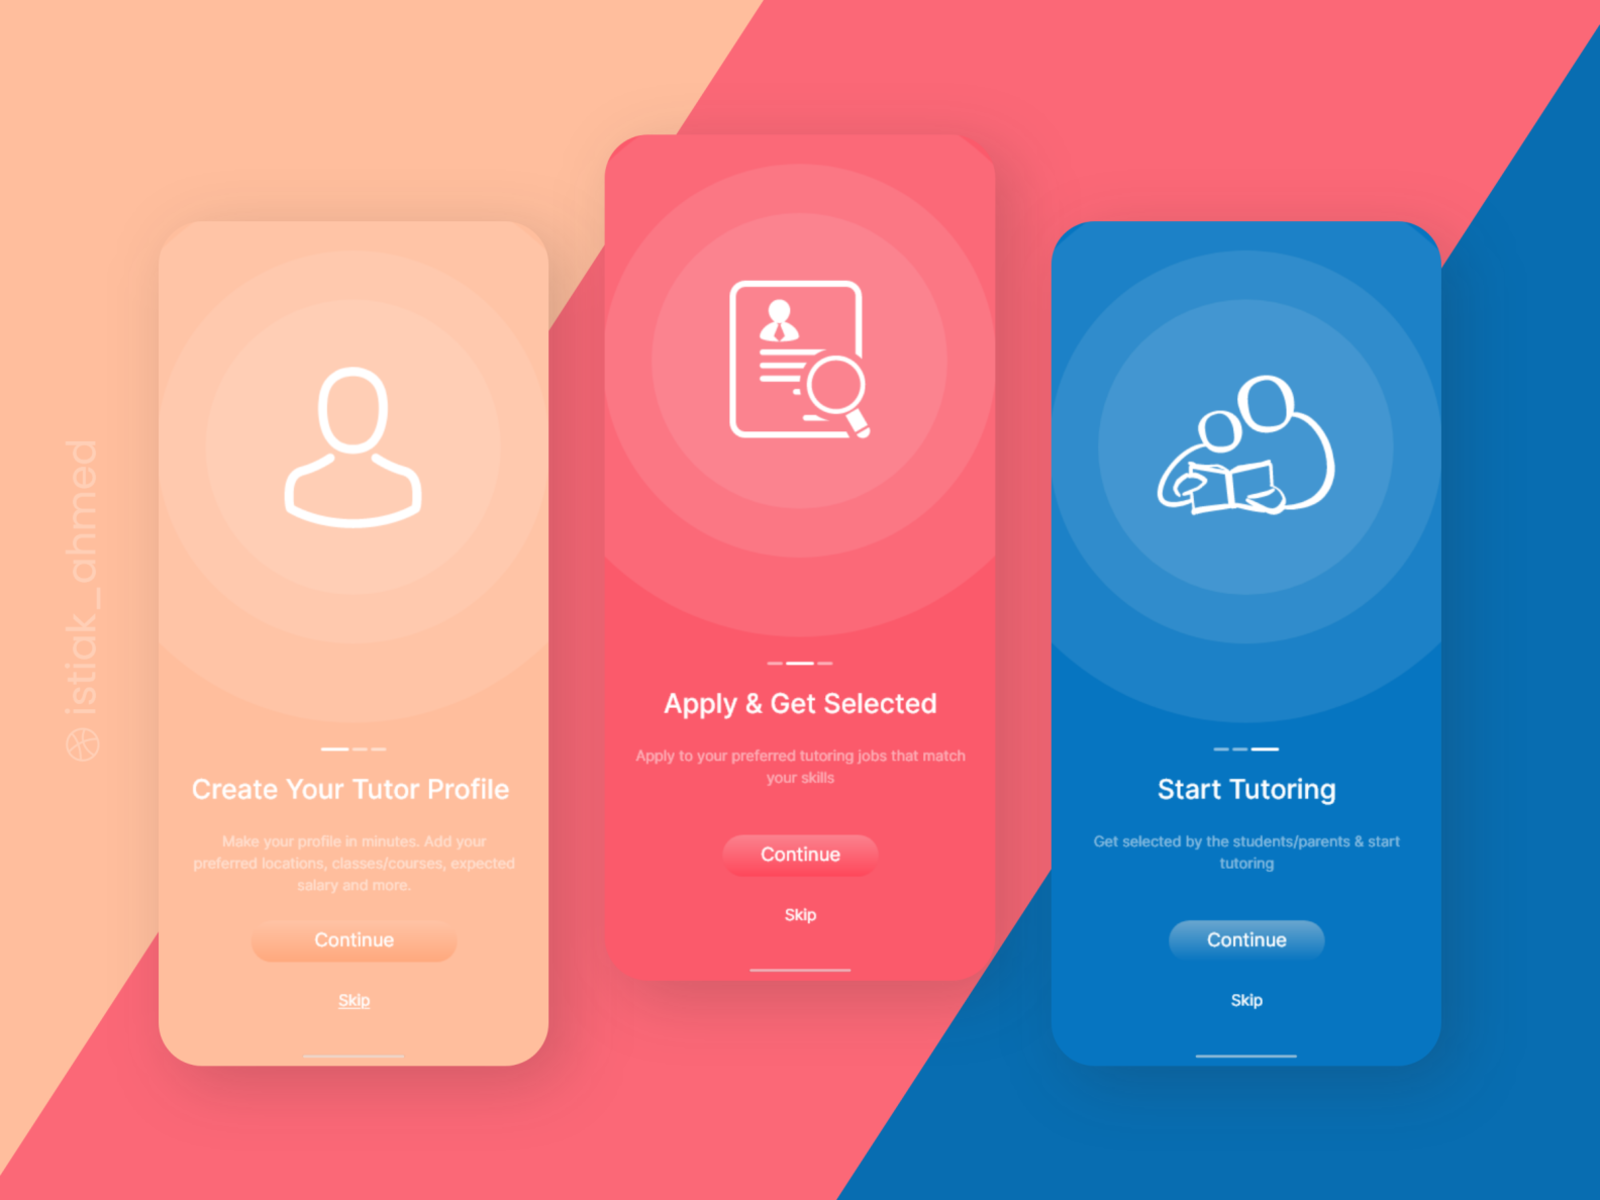 istiak_ahmed
Create Your Tutor Profile
Make your profile in minutes. Add your
preferred locations, classes/courses, expected
salary and more.
Continue
Skip
Apply & Get Selected
Apply to your preferred tutoring jobs that match
your skills
Continue
Skip
Start Tutoring
Get selected by the students/parents & start
tutoring
Continue
Skip